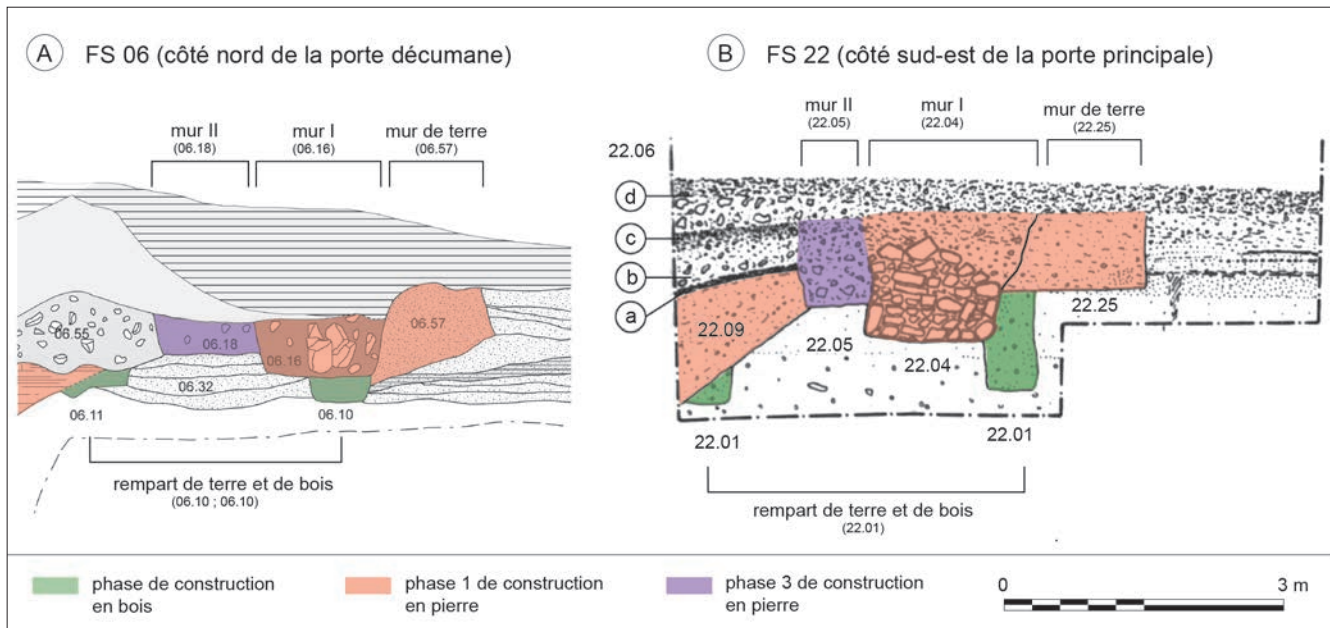 A FS 06 (côté nord de la porte décumane)
mur II mur I mur de terre
(06.18) (06.16) (06.57)
06.55
06.18
06.16
06.57
06.32
06.11
06.10
rempart de terre et de bois
(06.10 ; 06.10)
B FS 22 (côté sud-est de la porte principale)
mur II mur I mur de terre
(22.05) (22.04) (22.25)
22.06
d
c
b
a
22.09
22.05
22.04
22.25
22.01
22.01
rempart de terre et de bois
(22.01)
phase de construction
en bois
phase 1 de construction
en pierre
phase 3 de construction
en pierre
0 3 m